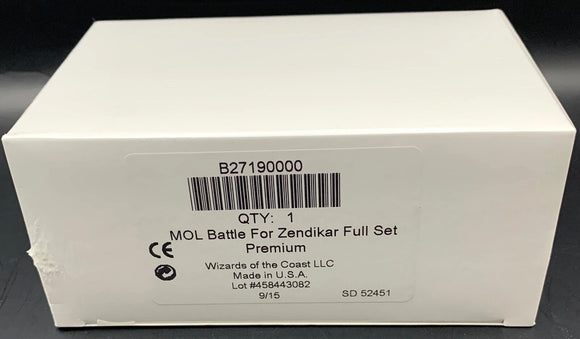 B27190000
QTY: 1
MOL Battle For Zendikar Full Set
Premium
CE
Wizards of the Coast LLC
Made in U.S.A.
Lot #458443082
9/15 SD 52451